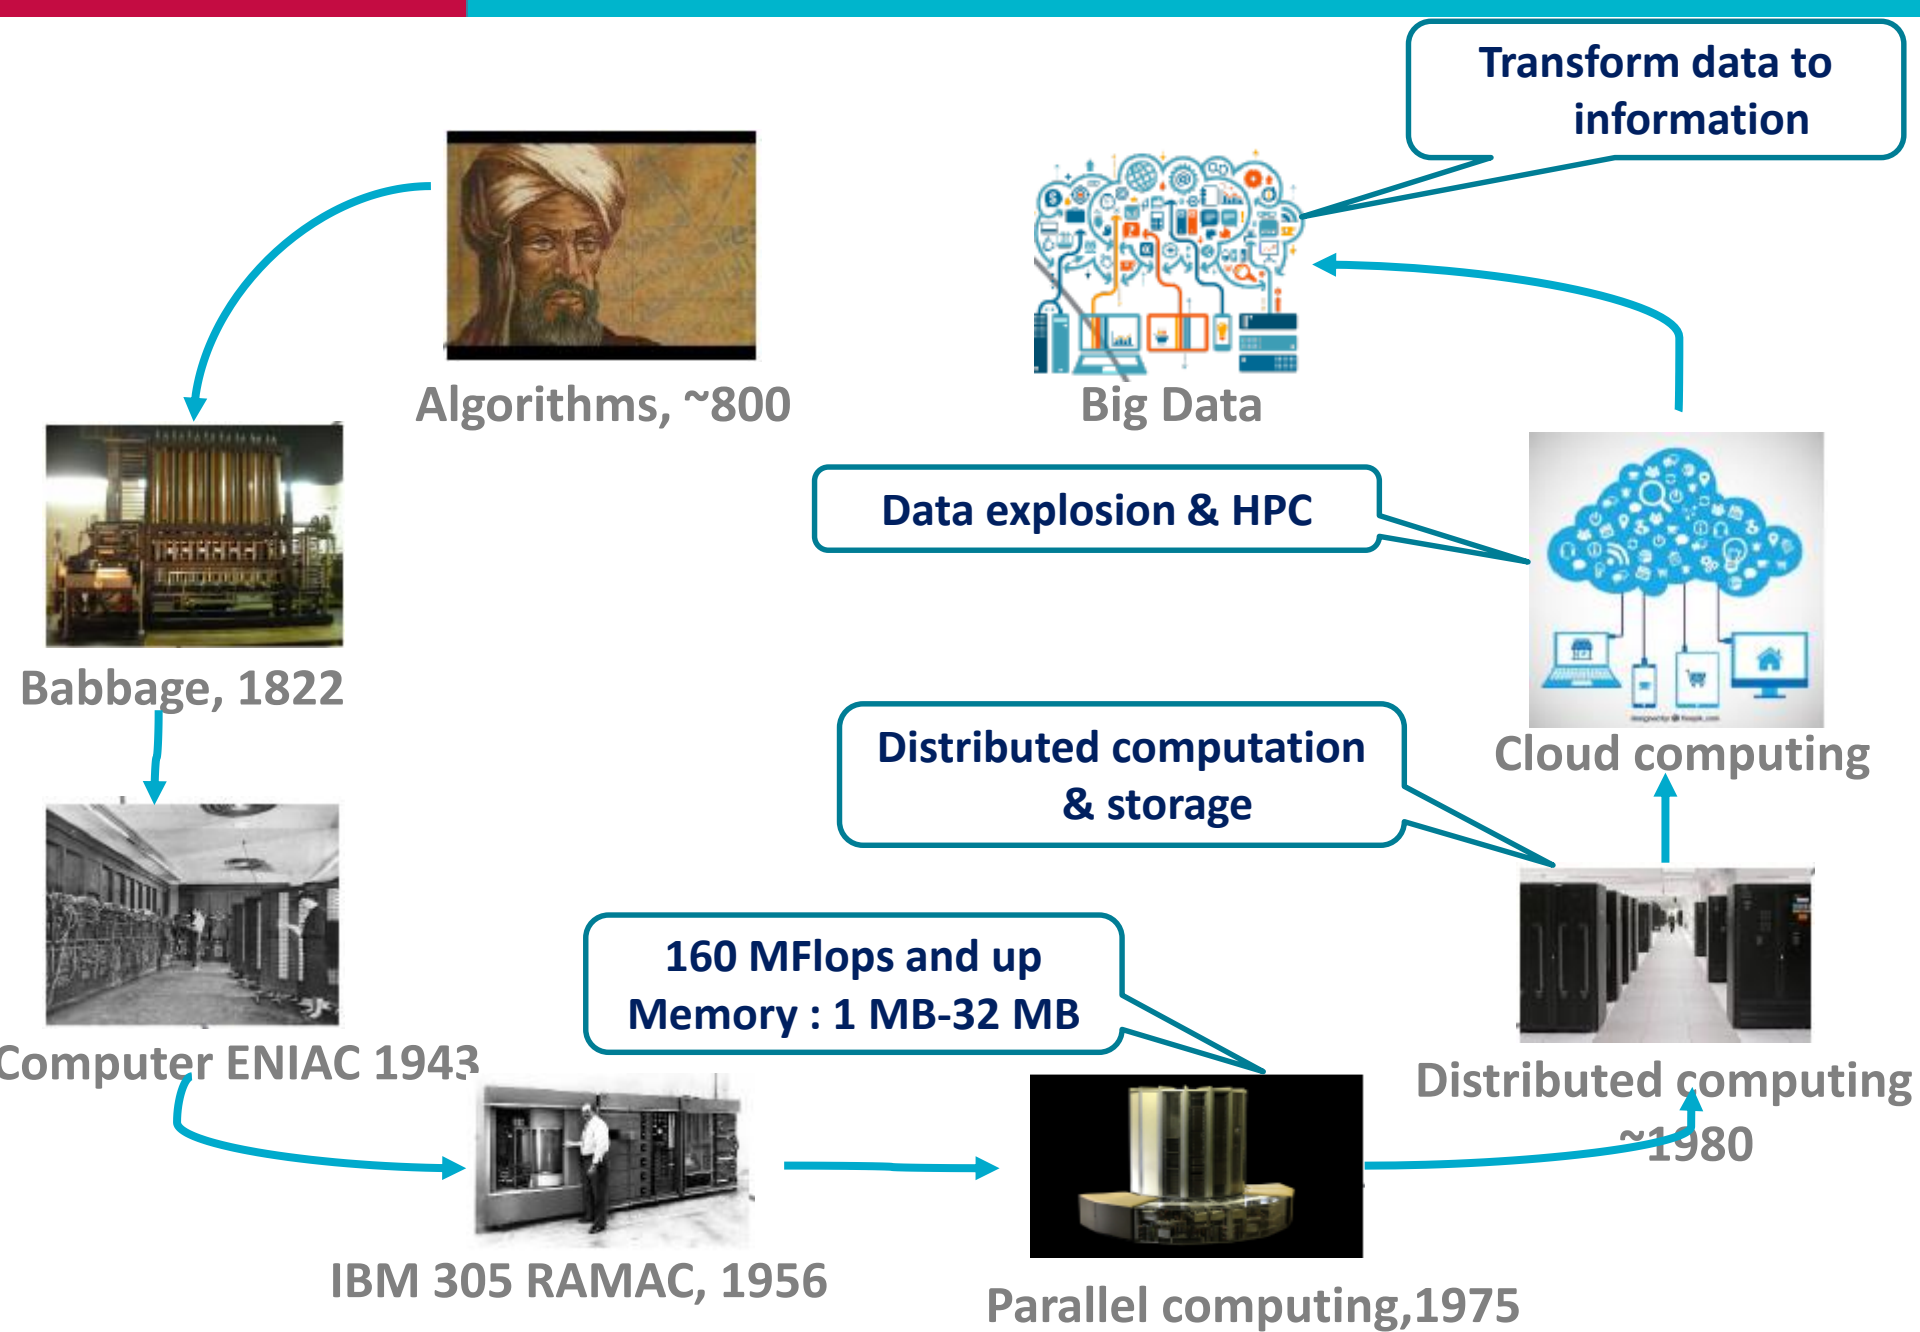 Transform data to
information
Algorithms, ~800
Big Data
Data explosion & HPC
Babbage, 1822
Distributed computation
& storage
Cloud computing
160 MFlops and up
Memory : 1 MB-32 MB
Computer ENIAC 1943
Distributed computing
~1980
IBM 305 RAMAC, 1956
Parallel computing,1975